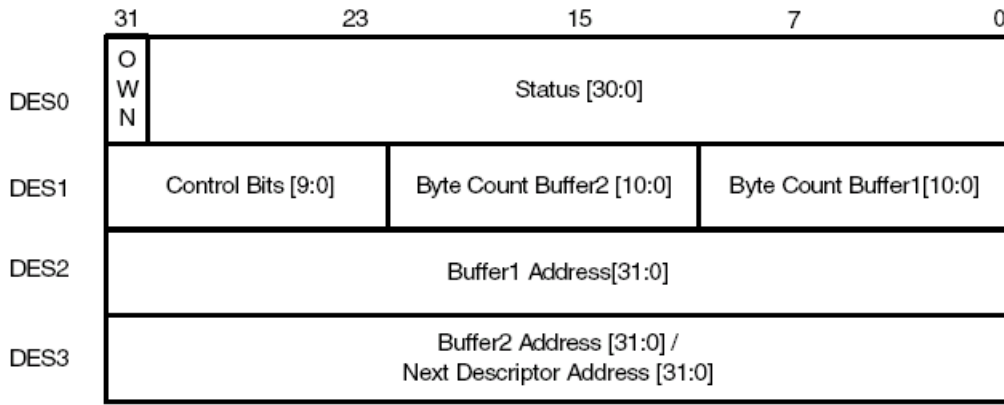 31 23 15 7 0
O
W
N
DES0
Status [30:0]
DES1
Control Bits [9:0]
Byte Count Buffer2 [10:0]
Byte Count Buffer1[10:0]
DES2
Buffer1 Address[31:0]
DES3
Buffer2 Address [31:0] /
Next Descriptor Address [31:0]